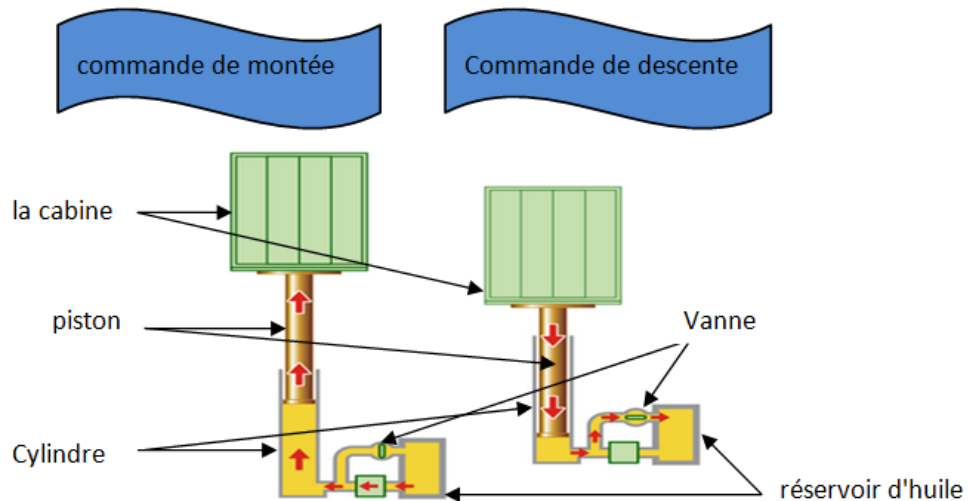 commande de montée
Commande de descente
la cabine
piston
Vanne
Cylindre
réservoir d'huile